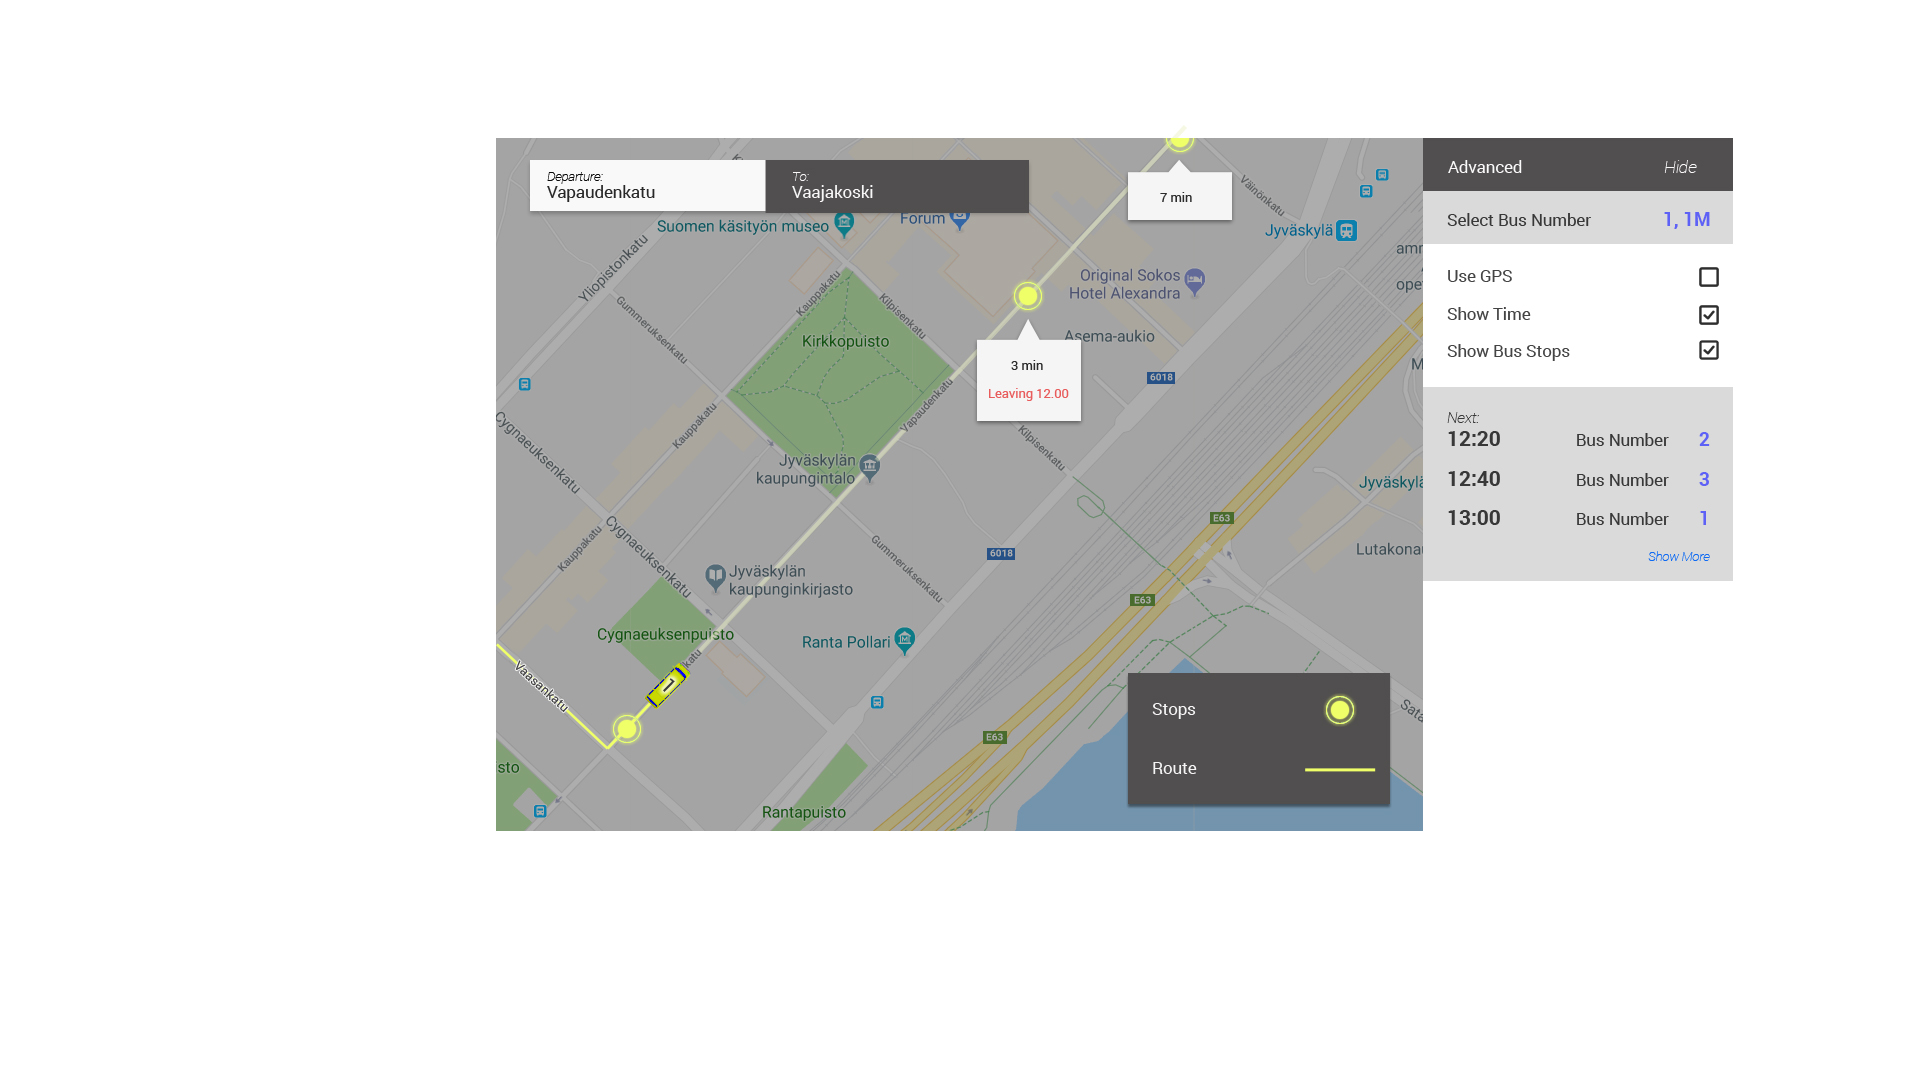 Departure:
Vapaudenkatu
To:
Vaajakoski
Advanced
Hide
Select Bus Number
1, 1M
Use GPS
Show Time
Show Bus Stops
Next:
12:20 Bus Number 2
12:40 Bus Number 3
13:00 Bus Number 1
Show More
7 min
3 min
Leaving 12.00
Väinönkatu
Suomen käsityön museo
Forum
Jyväskylä
Yliopistonkatu
Kauppakatu
Kilpisenkatu
Original Sokos
Hotel Alexandra
Gummeruksenkatu
Kirkkopuisto
Asema-aukio
6018
Kauppakatu
Vapaudenkatu
Cygnaeuksenkatu
Kilpisenkatu
Jyväskylän
kaupungintalo
Jyväskylä
E63
Kauppakatu
Cygnaeuksenkatu
Gummeruksenkatu
6018
Lutakonau
Jyväskylän
kaupunginkirjasto
E63
Cygnaeuksenpuisto
Ranta Pollari
Vaasankatu
katu
1
E63
Sata
sto
Rantapuisto
Stops
Route